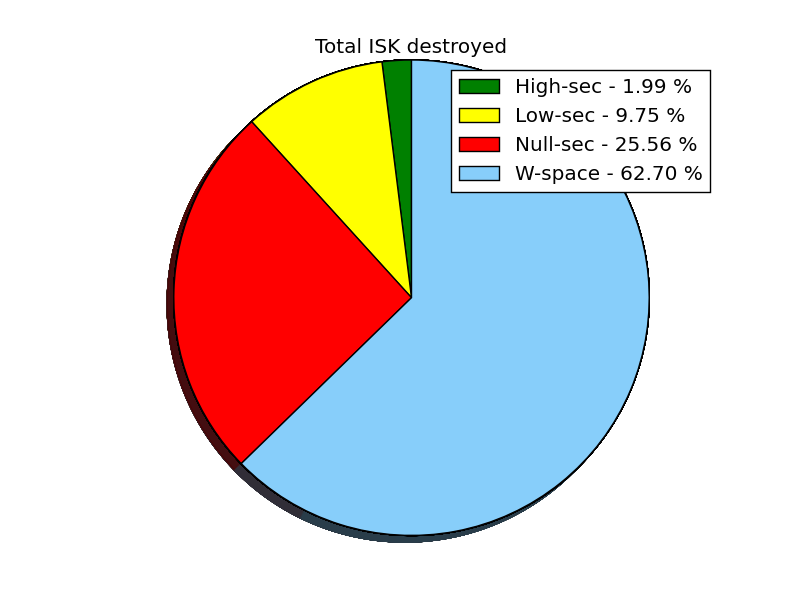 Total ISK destroyed
High-sec - 1.99 %
Low-sec - 9.75 %
Null-sec - 25.56 %
W-space - 62.70 %